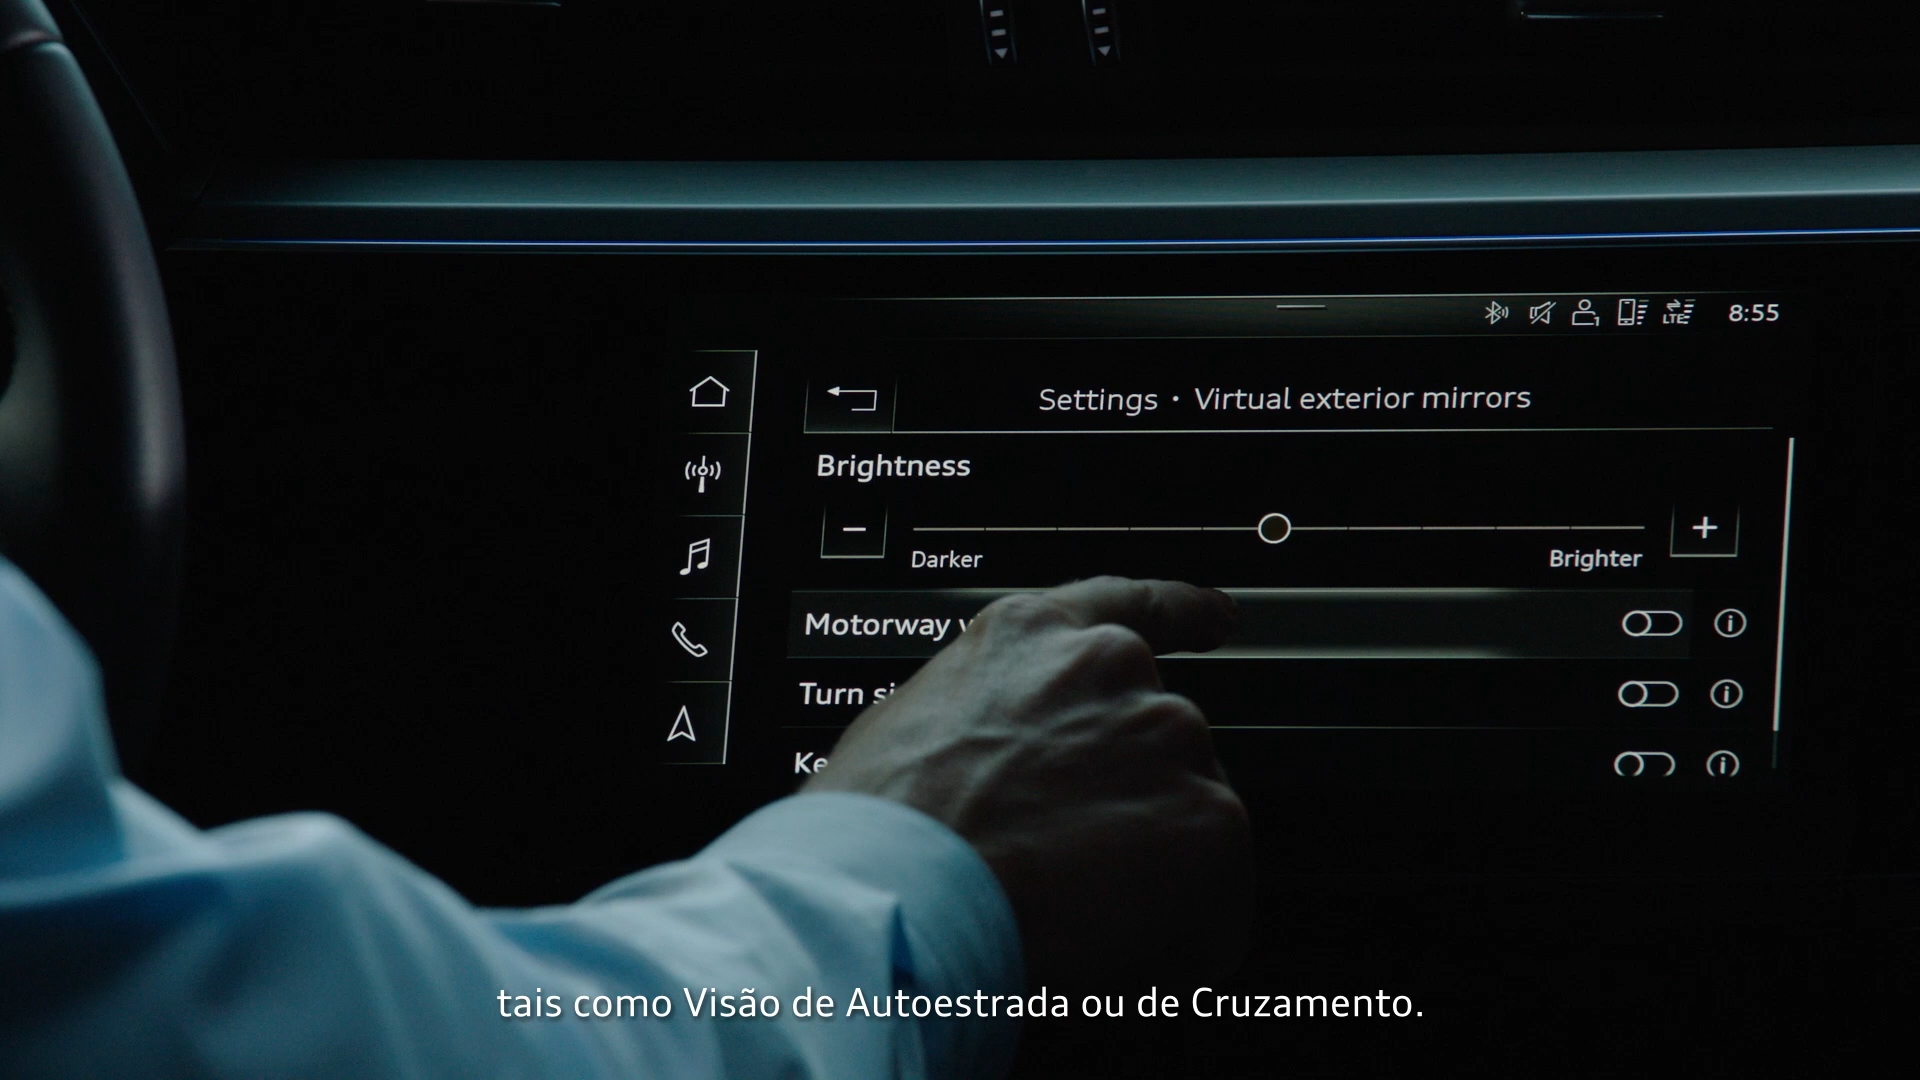 LTE 8:55
Settings • Virtual exterior mirrors
Brightness
Darker Brighter
Motorway
Turn
tais como Visão de Autoestrada ou de Cruzamento.